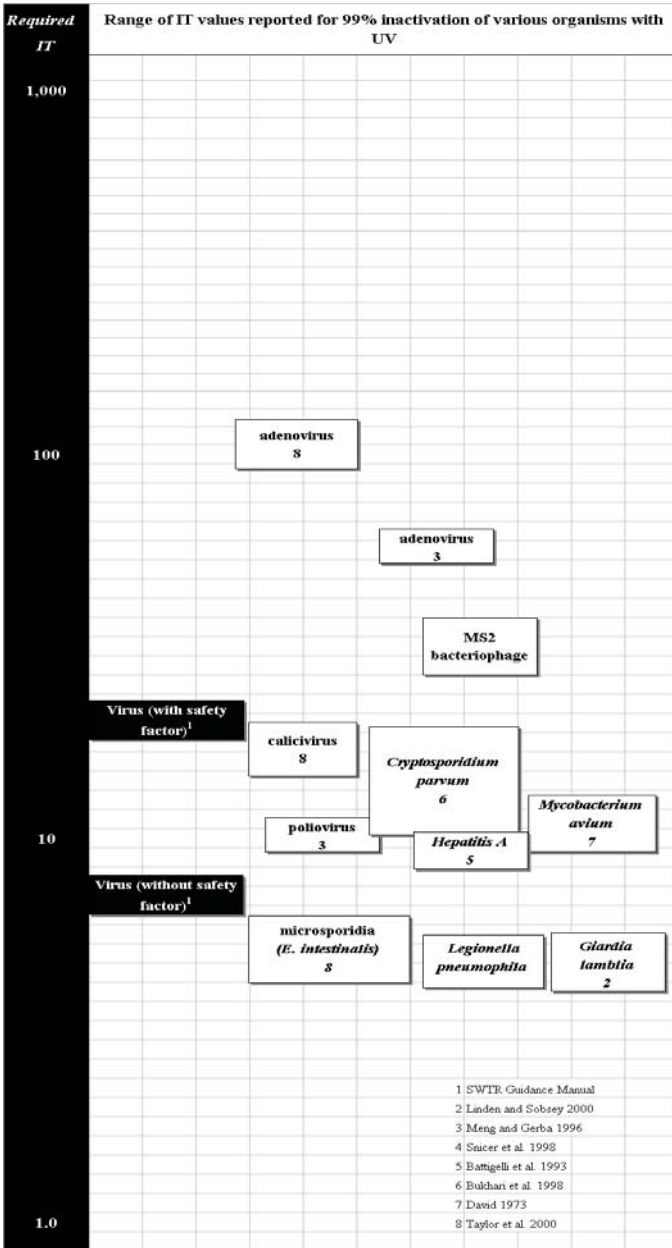 Required
IT
Range of IT values reported for 99% inactivation of various organisms with
UV
1,000
adenovirus
8
100
adenovirus
3
MS2
bacteriophage
Virus (with safety
factor)1
calicivirus
8
Cryptosporidium
parvum
6
Mycobacterium
avium
7
poliovirus
3
10
Hepatitis A
5
Virus (without safety
factor)1
microsporidia
(E. intestinalis)
8
Legionella
pneumophila
Giardia
lamblia
2
1 SWTR Guidance Manual
2 Linden and Sobsey 2000
3 Meng and Gerba 1996
4 Snicer et al. 1998
5 Battigelli et al. 1993
6 Bukhari et al. 1998
7 David 1973
8 Taylor et al. 2000
1.0